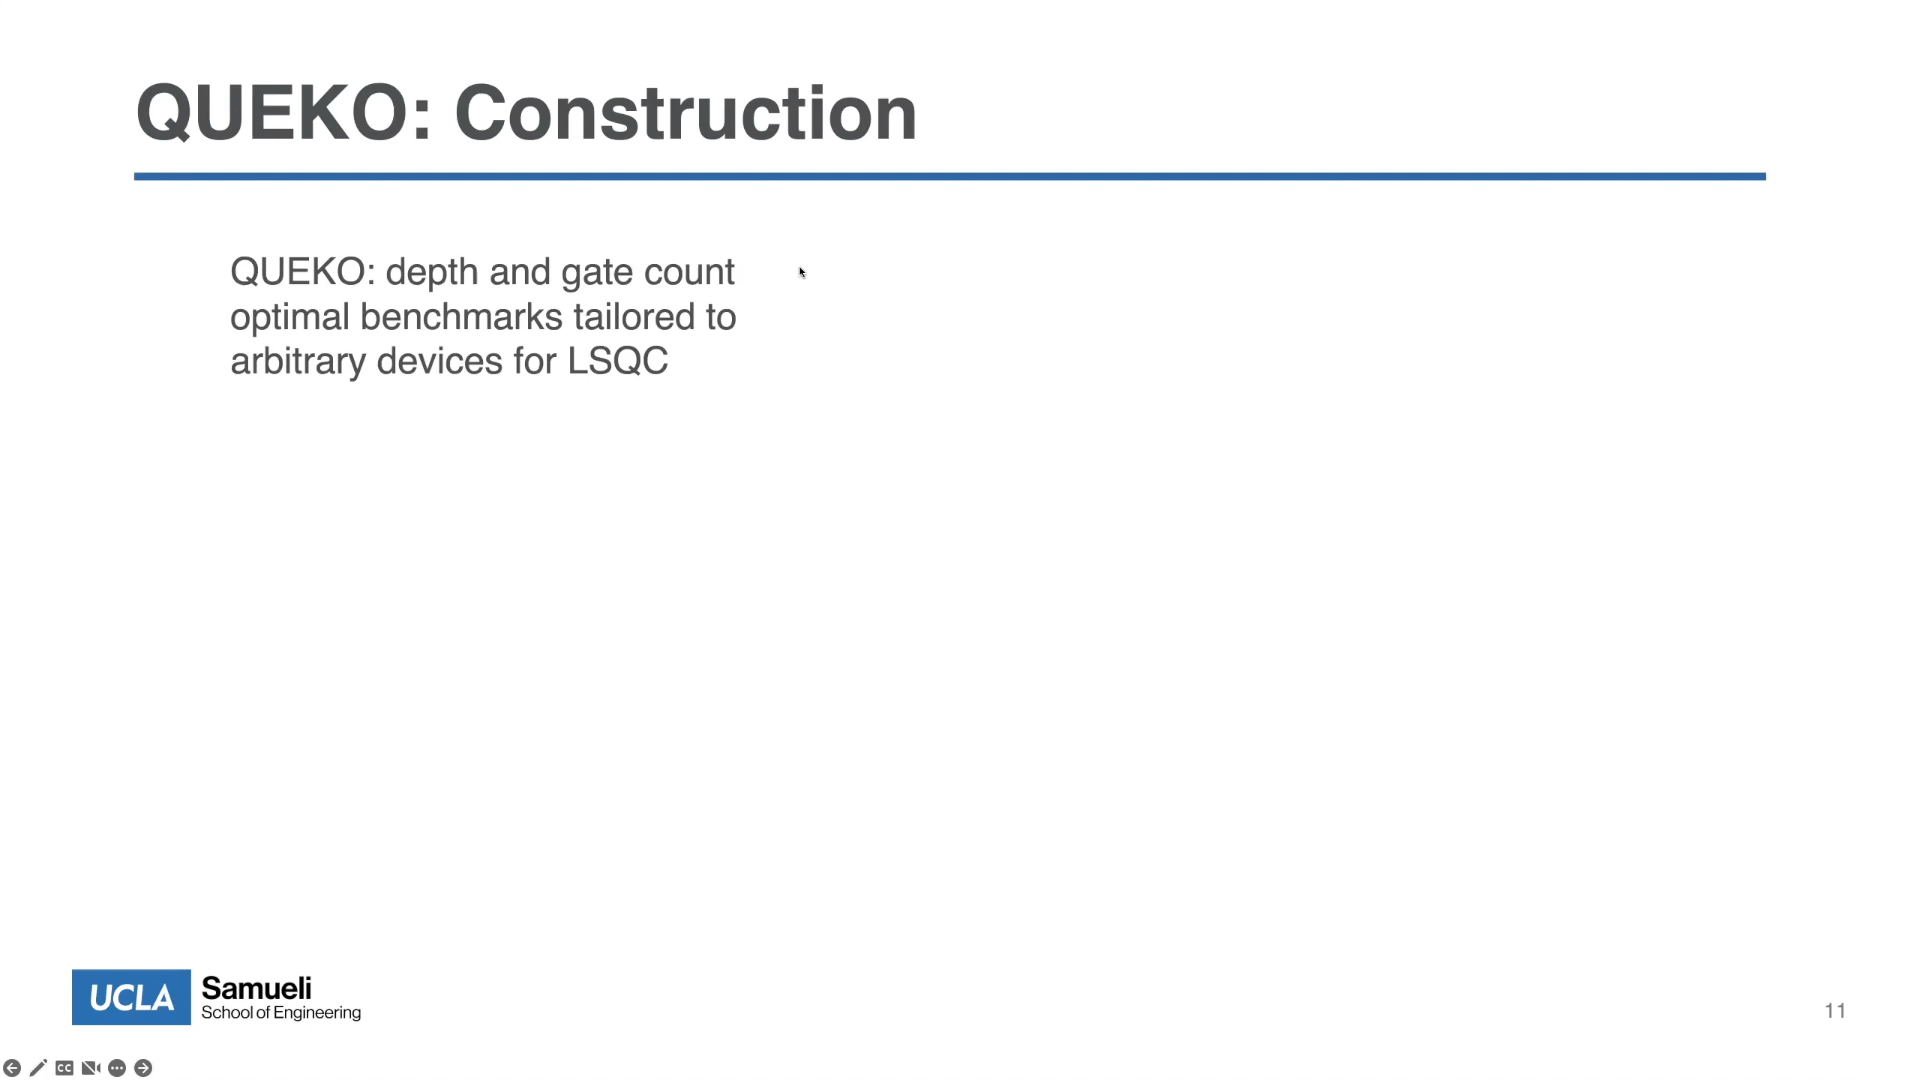 QUEKO: Construction
QUEKO: depth and gate count
optimal benchmarks tailored to
arbitrary devices for LSQC
UCLA
Samueli
School of Engineering
11
CC